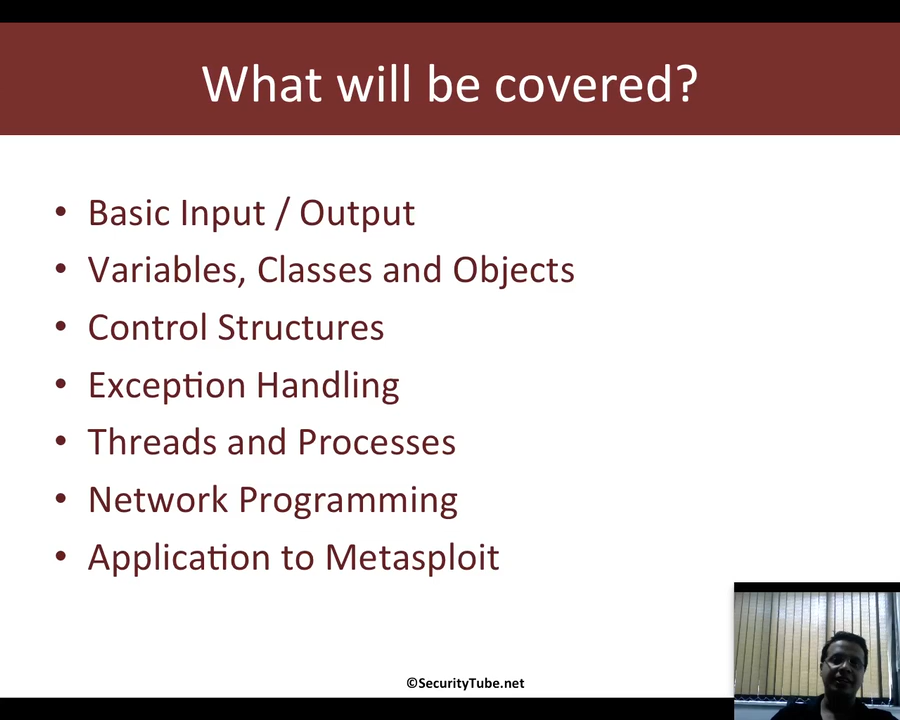 What will be covered?
• Basic Input / Output
• Variables, Classes and Objects
• Control Structures
• Exception Handling
• Threads and Processes
• Network Programming
• Application to Metasploit
©SecurityTube.net